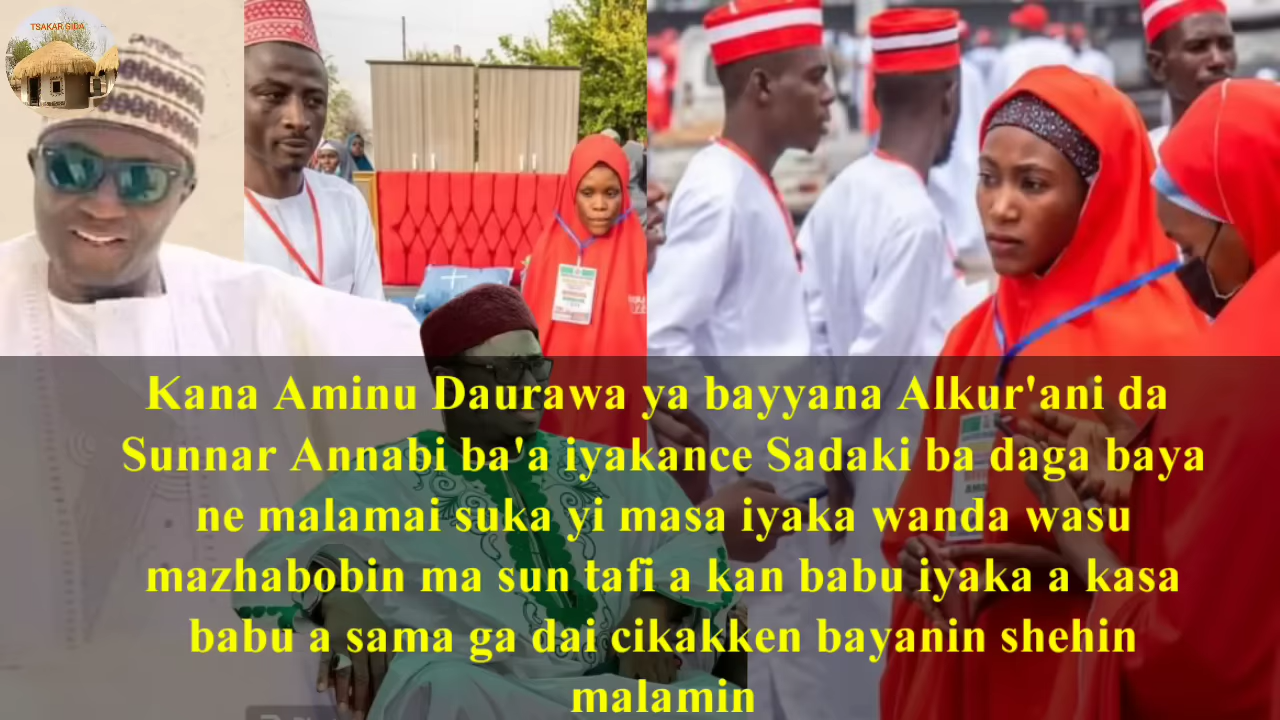 TSAKAR GIDA
Kana Aminu Daurawa ya bayyana Alkur'ani da
Sunnar Annabi ba'a iyakance Sadaki ba daga baya
ne malamai suka yi masa iyaka wanda wasu
mazhabobin ma sun tafi a kan babu iyaka a kasa
babu a sama ga dai cikakken bayanin shehin
malamin